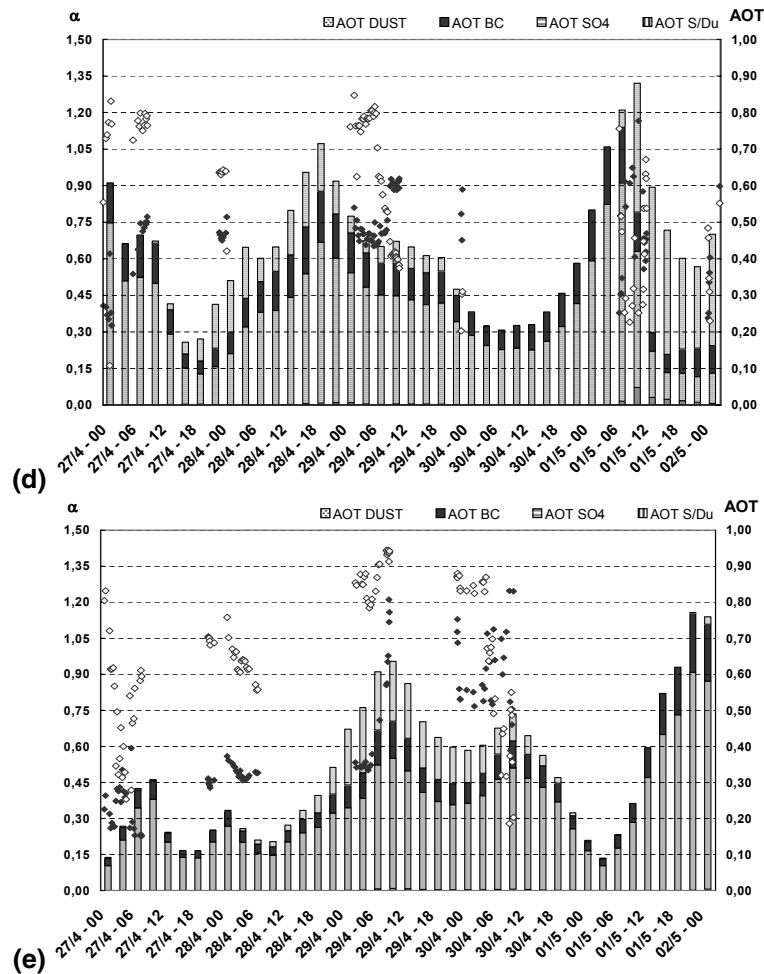 α AOT
AOT DUST AOT BC AOT SO4 AOT S/Du
1,50 1,00
1,35 0,90
1,20 0,80
1,05 0,70
0,90 0,60
0,75 0,50
0,60 0,40
0,45 0,30
0,30 0,20
0,15 0,10
0,00 0,00
27/4 - 00 27/4 - 06 27/4 - 12 27/4 - 18 28/4 - 00 28/4 - 06 28/4 - 12 28/4 - 18 29/4 - 00 29/4 - 06 29/4 - 12 29/4 - 18 30/4 - 00 30/4 - 06 30/4 - 12 30/4 - 18 01/5 - 00 01/5 - 06 01/5 - 12 01/5 - 18 02/5 - 00
(d)
α AOT
AOT DUST AOT BC AOT SO4 AOT S/Du
1,50 1,00
1,35 0,90
1,20 0,80
1,05 0,70
0,90 0,60
0,75 0,50
0,60 0,40
0,45 0,30
0,30 0,20
0,15 0,10
0,00 0,00
27/4 - 00 27/4 - 06 27/4 - 12 27/4 - 18 28/4 - 00 28/4 - 06 28/4 - 12 28/4 - 18 29/4 - 00 29/4 - 06 29/4 - 12 29/4 - 18 30/4 - 00 30/4 - 06 30/4 - 12 30/4 - 18 01/5 - 00 01/5 - 06 01/5 - 12 01/5 - 18 02/5 - 00
(e)